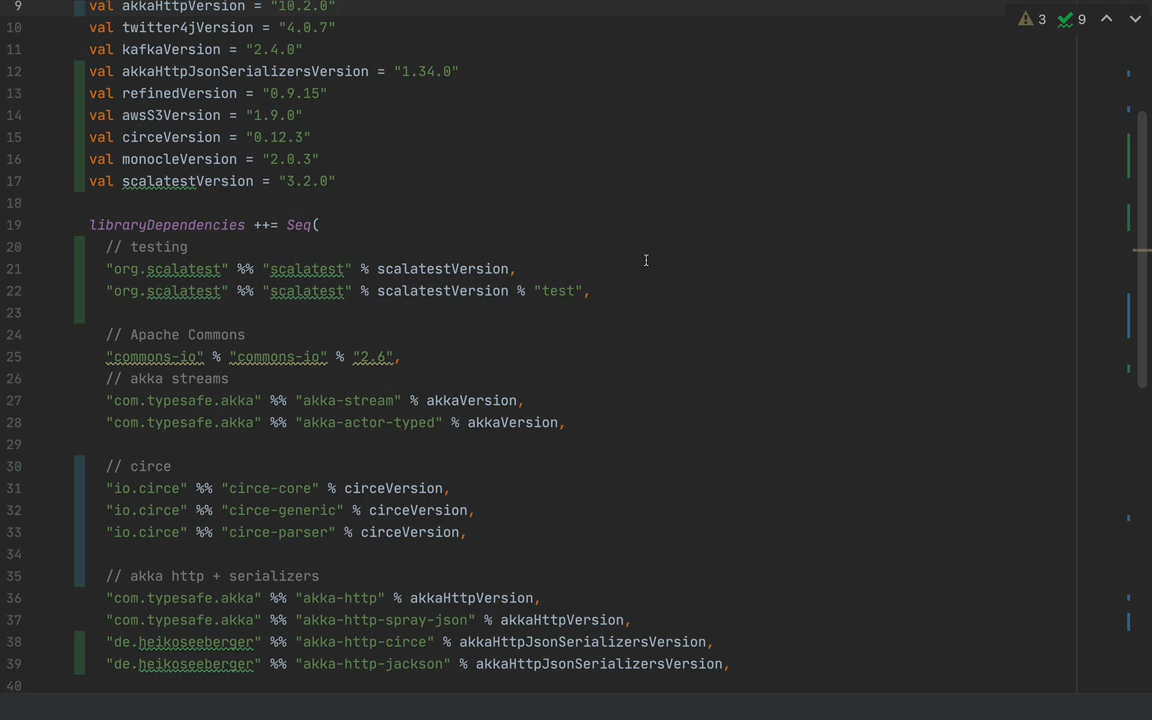 3 9
9 val akkaHttpVersion = "10.2.0"
10 val twitter4jVersion = "4.0.7"
11 val kafkaVersion = "2.4.0"
12 val akkaHttpJsonSerializersVersion = "1.34.0"
13 val refinedVersion = "0.9.15"
14 val awsS3Version = "1.9.0"
15 val circeVersion = "0.12.3"
16 val monocleVersion = "2.0.3"
17 val scalatestVersion = "3.2.0"
18
19 libraryDependencies ++= Seq(
20 // testing
21 "org.scalatest" %% "scalatest" % scalatestVersion,
22 "org.scalatest" %% "scalatest" % scalatestVersion % "test",
23
24 // Apache Commons
25 "commons-io" % "commons-io" % "2.6",
26 // akka streams
27 "com.typesafe.akka" %% "akka-stream" % akkaVersion,
28 "com.typesafe.akka" %% "akka-actor-typed" % akkaVersion,
29
30 // circe
31 "io.circe" %% "circe-core" % circeVersion,
32 "io.circe" %% "circe-generic" % circeVersion,
33 "io.circe" %% "circe-parser" % circeVersion,
34
35 // akka http + serializers
36 "com.typesafe.akka" %% "akka-http" % akkaHttpVersion,
37 "com.typesafe.akka" %% "akka-http-spray-json" % akkaHttpVersion,
38 "de.heikoseeberger" %% "akka-http-circe" % akkaHttpJsonSerializersVersion,
39 "de.heikoseeberger" %% "akka-http-jackson" % akkaHttpJsonSerializersVersion,
40